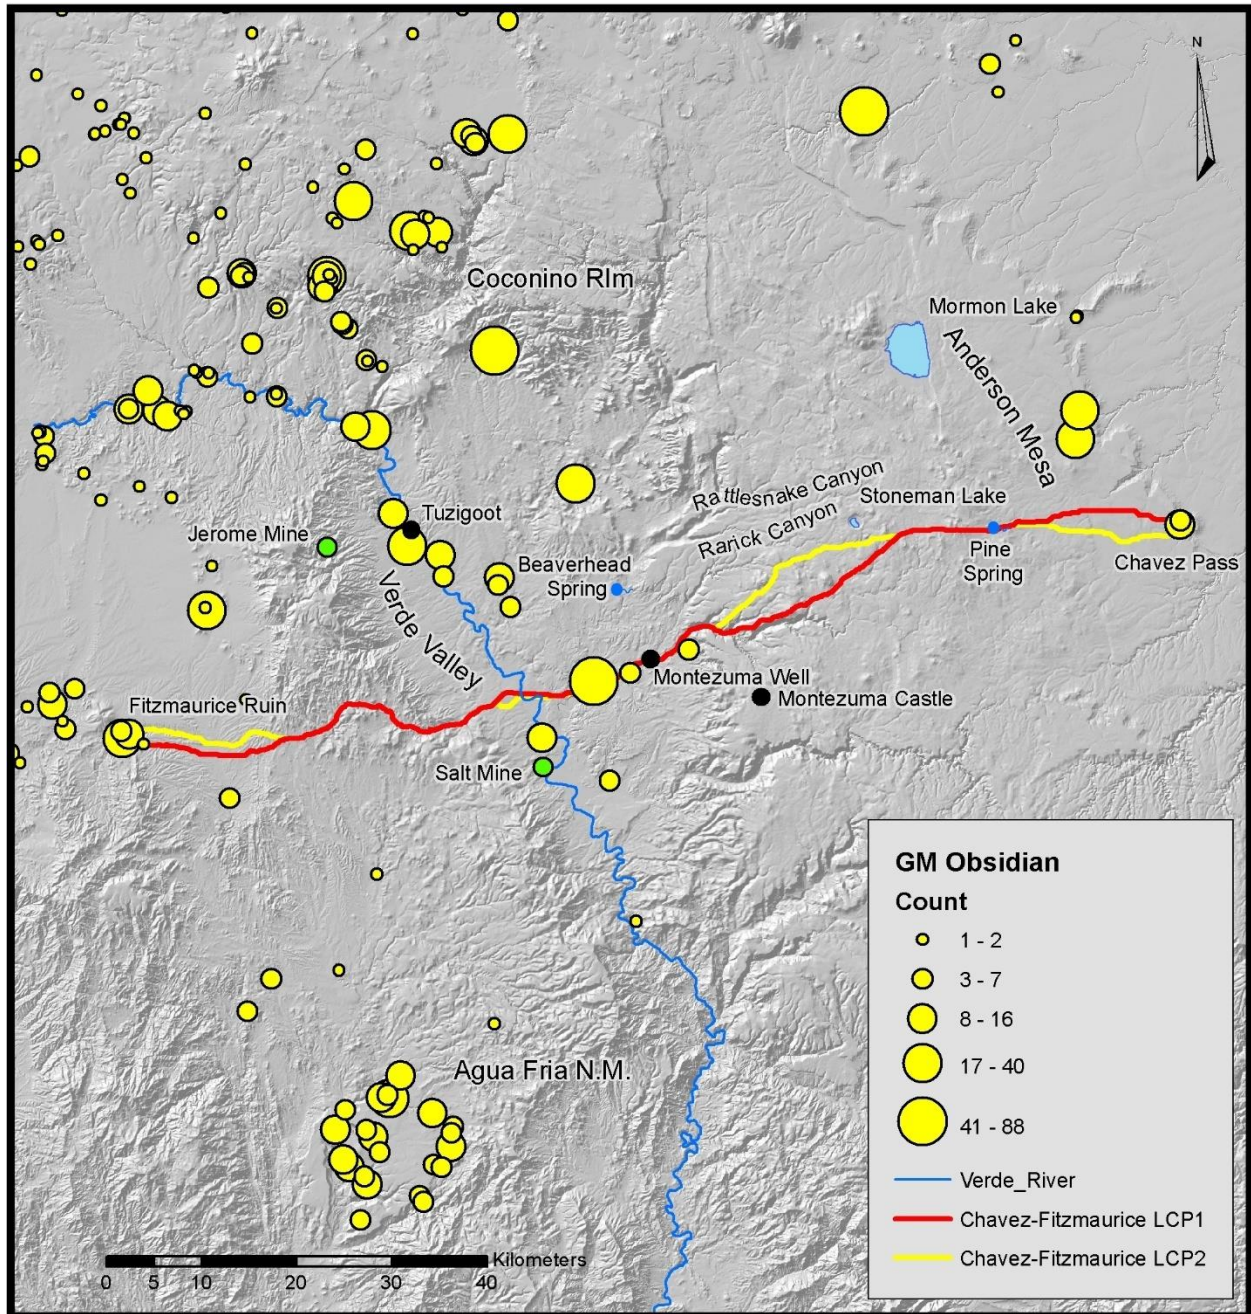 N
Coconino RIm
Mormon Lake
Anderson Mesa
Rattlesnake Canyon
Stoneman Lake
Rarick Canyon
Tuzigoot
Jerome Mine
Beaverhead
Spring
Pine
Spring
Chavez Pass
Verde Valley
Montezuma Well
Montezuma Castle
Fitzmaurice Ruin
Salt Mine
Agua Fria N.M.
GM Obsidian
Count
1 - 2
3 - 7
8 - 16
17 - 40
41 - 88
Verde_River
Chavez-Fitzmaurice LCP1
Chavez-Fitzmaurice LCP2
Kilometers
0 5 10 20 30 40